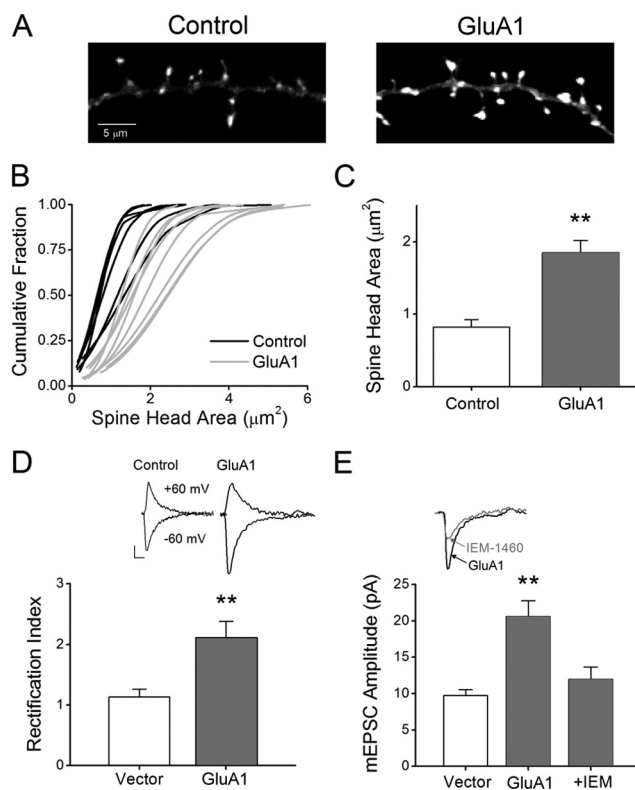 A
Control
GluA1
5 μm
B
Cumulative Fraction
1.00
0.75
0.50
0.25
0.00
Control
GluA1
0
2
4
6
Spine Head Area (μm²)
C
Spine Head Area (μm²)
2
1
0
**
Control
GluA1
D
Control
GluA1
+60 mV
-60 mV
Rectification Index
3
2
1
0
**
Vector
GluA1
E
IEM-1460
GluA1
mEPSC Amplitude (pA)
25
20
15
10
5
0
**
Vector
GluA1
+IEM